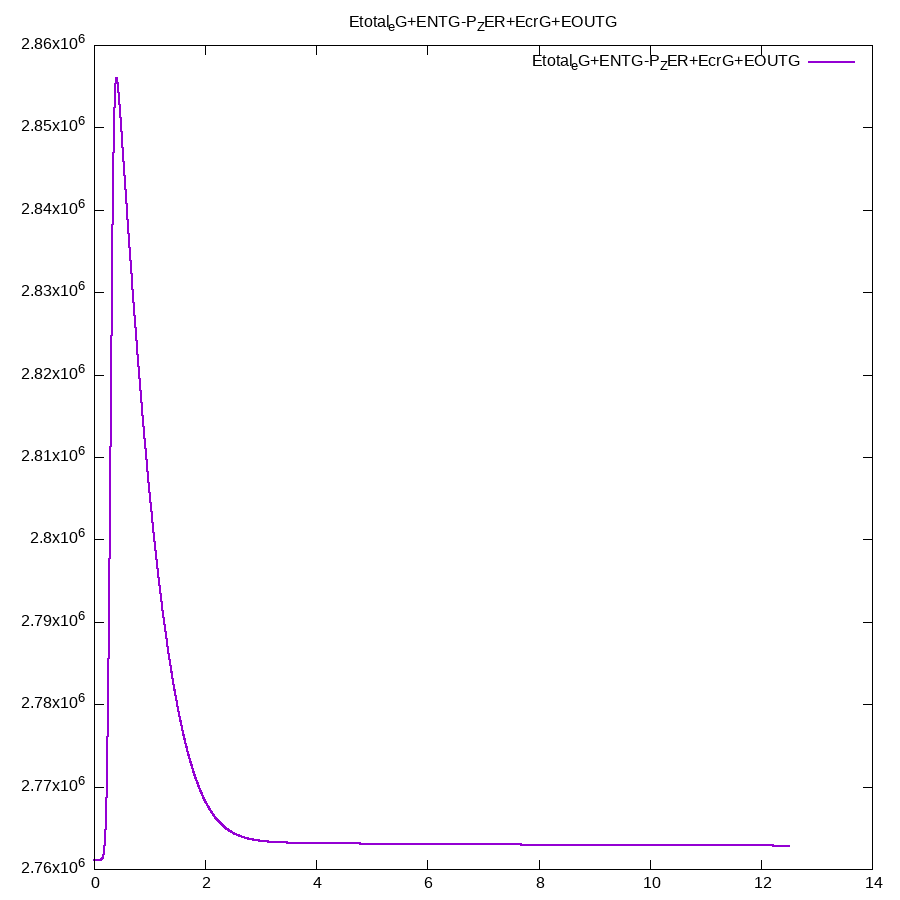 Etotal_eG+ENTG-P_ZER+EcrG+EOUTG
2.86x10^6
Etotal_eG+ENTG-P_ZER+EcrG+EOUTG
2.85x10^6
2.84x10^6
2.83x10^6
2.82x10^6
2.81x10^6
2.8x10^6
2.79x10^6
2.78x10^6
2.77x10^6
2.76x10^6
0 2 4 6 8 10 12 14